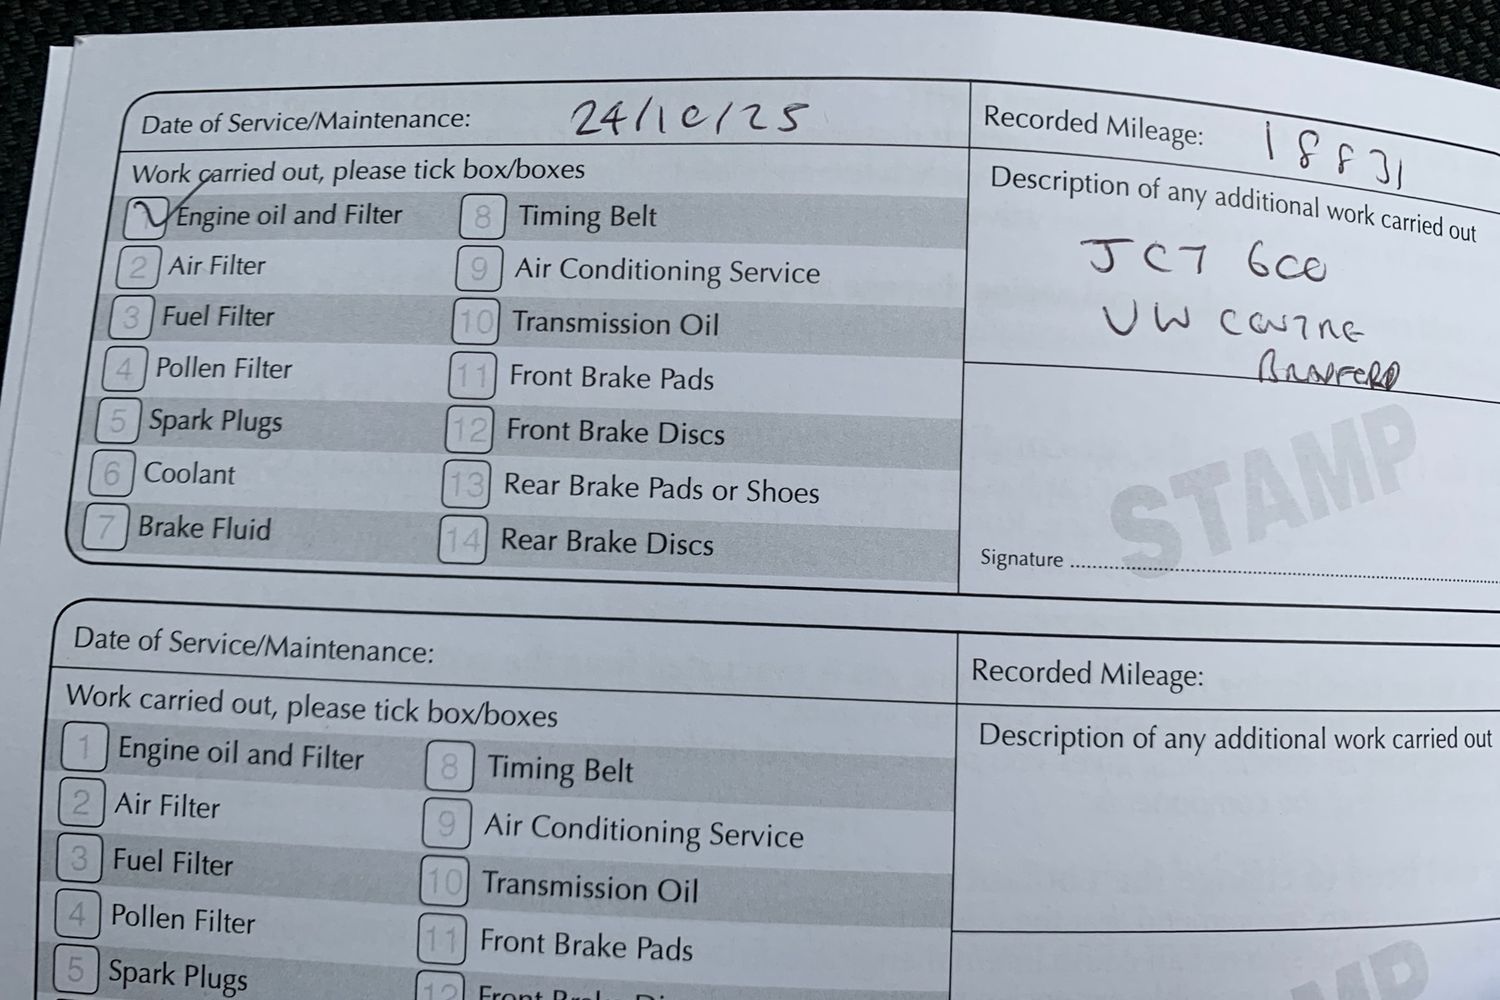 Date of Service/Maintenance: 24/10/25
Recorded Mileage: 18831
Work carried out, please tick box/boxes
1 Engine oil and Filter
2 Air Filter
3 Fuel Filter
4 Pollen Filter
5 Spark Plugs
6 Coolant
7 Brake Fluid
8 Timing Belt
9 Air Conditioning Service
10 Transmission Oil
11 Front Brake Pads
12 Front Brake Discs
13 Rear Brake Pads or Shoes
14 Rear Brake Discs
Description of any additional work carried out
JCT 600
VW CENTRE
BRADFORD
STAMP
Signature
Date of Service/Maintenance:
Recorded Mileage:
Work carried out, please tick box/boxes
1 Engine oil and Filter
2 Air Filter
3 Fuel Filter
4 Pollen Filter
5 Spark Plugs
8 Timing Belt
9 Air Conditioning Service
10 Transmission Oil
11 Front Brake Pads
12 Front Brake
Description of any additional work carried out
MP